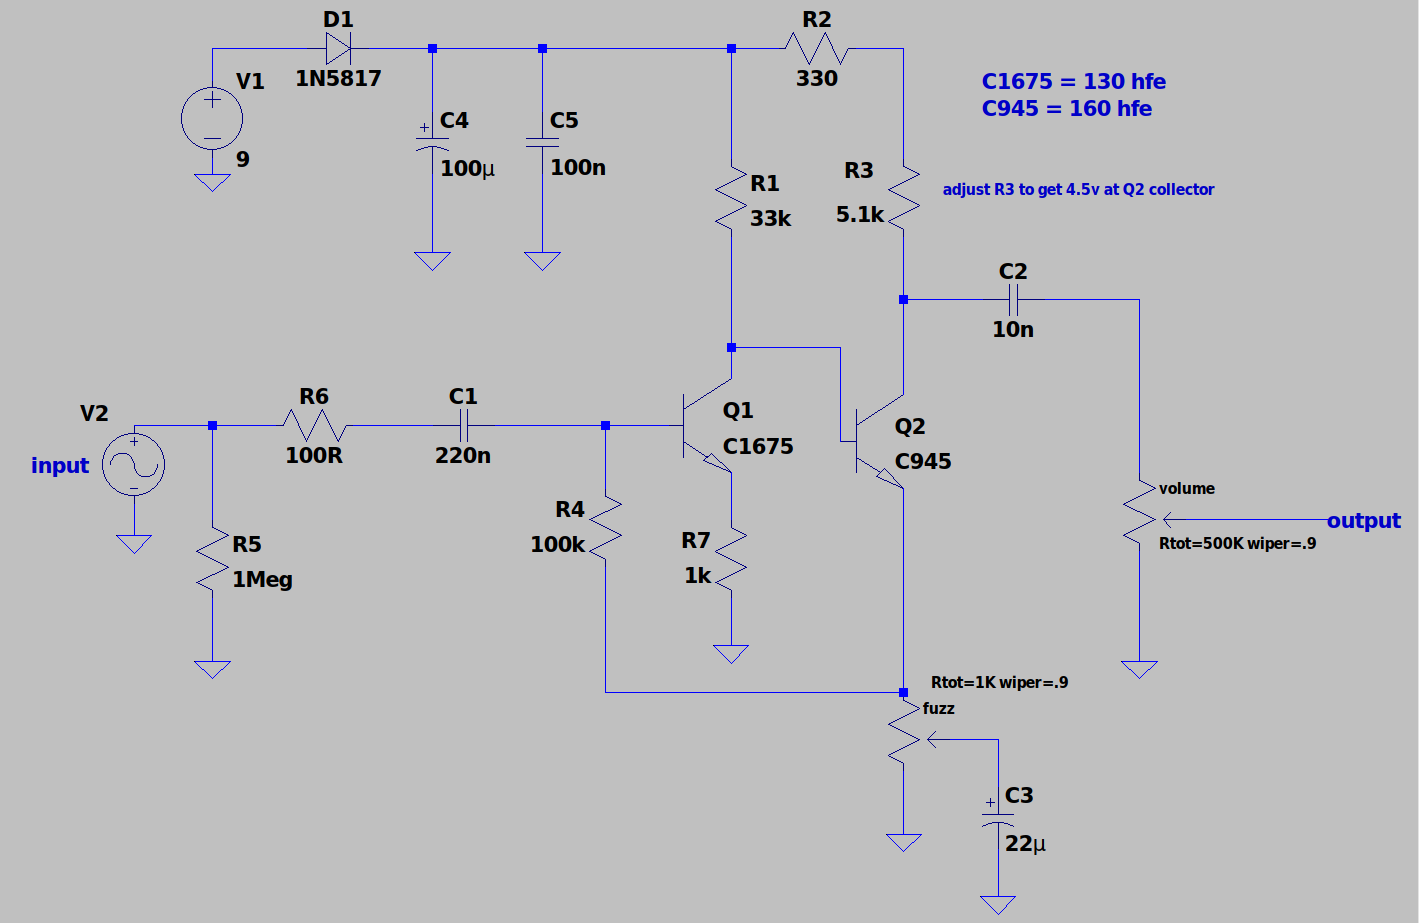 D1
1N5817
V1
9
C4
100µ
C5
100n
R2
330
C1675 = 130 hfe
C945 = 160 hfe
R1
33k
R3
5.1k
adjust R3 to get 4.5v at Q2 collector
C2
10n
V2
input
R6
100R
C1
220n
Q1
C1675
Q2
C945
R5
1Meg
R4
100k
R7
1k
volume
output
Rtot=500K wiper=.9
Rtot=1K wiper=.9
fuzz
C3
22µ